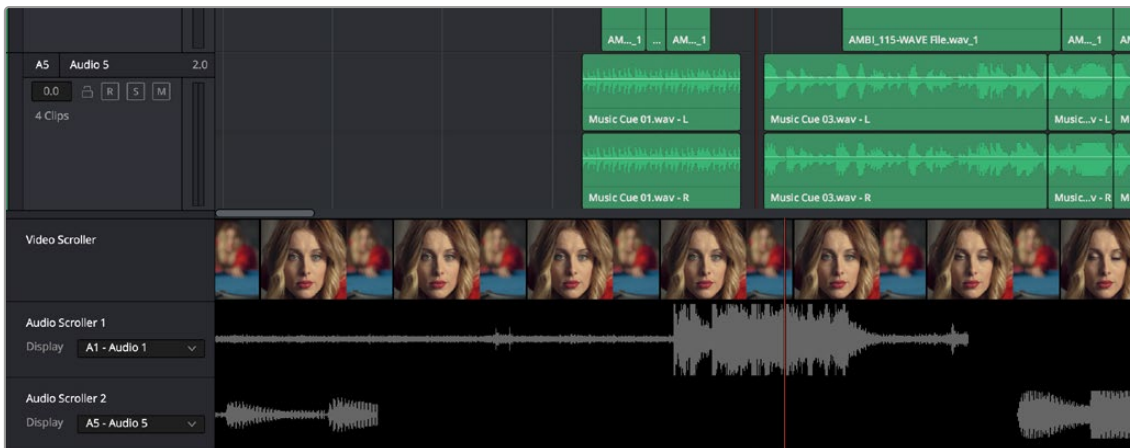 AM..._1 ... AM..._1 AMBI_115-WAVE File.wav_1 AM..._1
A5 Audio 5 2.0
0.0 R S M
4 Clips
Music Cue 01.wav - L Music Cue 03.wav - L Music...v - L M
Music Cue 01.wav - R Music Cue 03.wav - R Music...v - R M
Video Scroller
Audio Scroller 1
Display A1 - Audio 1
Audio Scroller 2
Display A5 - Audio 5